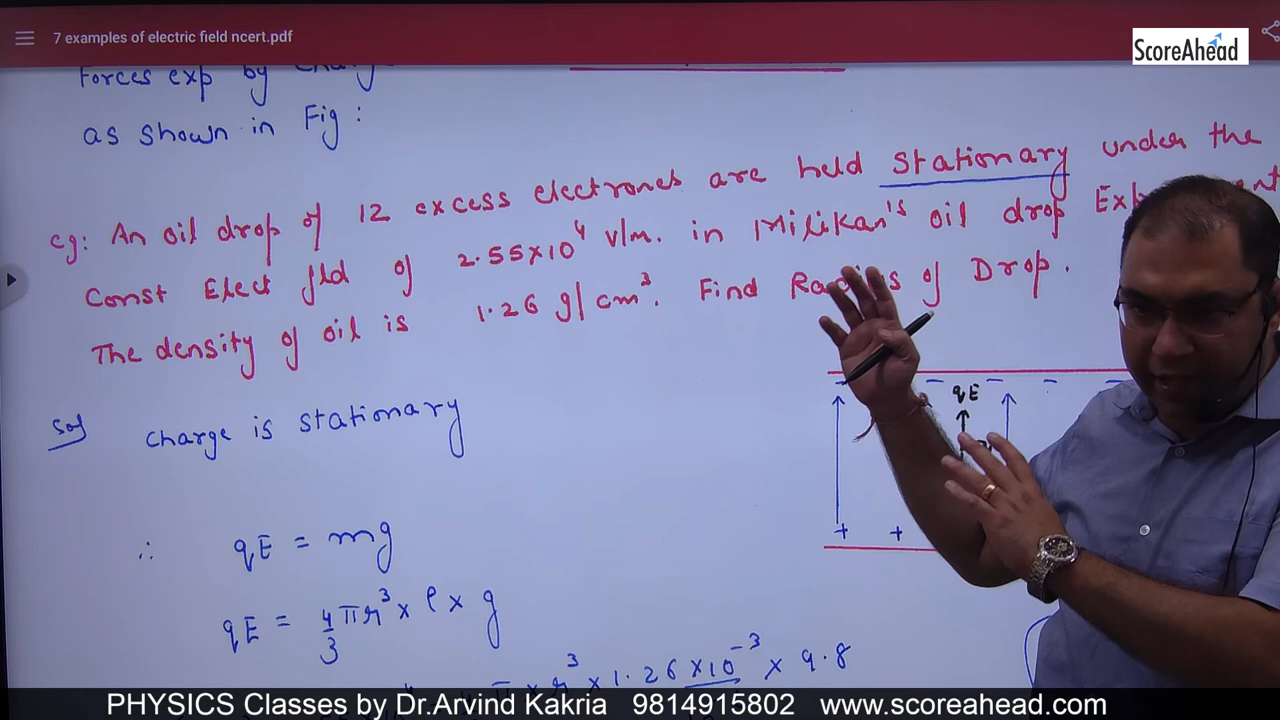 7 examples of electric field ncert.pdf
ScoreAhead
Forces exp by
as shown in Fig :
eg: An oil drop of 12 excess electrones are held stationary under the
Const Elect fld of 2.55×10⁴ V/m. in Milikan's oil drop
The density of oil is 1.26 g/cm³. Find Radius of Drop.
Sol Charge is stationary
qE
∴ qE = mg
+ +
qE = 4/3 πr³ × ρ × g
r³ × 1.26 × 10⁻³ × 9.8
PHYSICS Classes by Dr.Arvind Kakria 9814915802 www.scoreahead.com